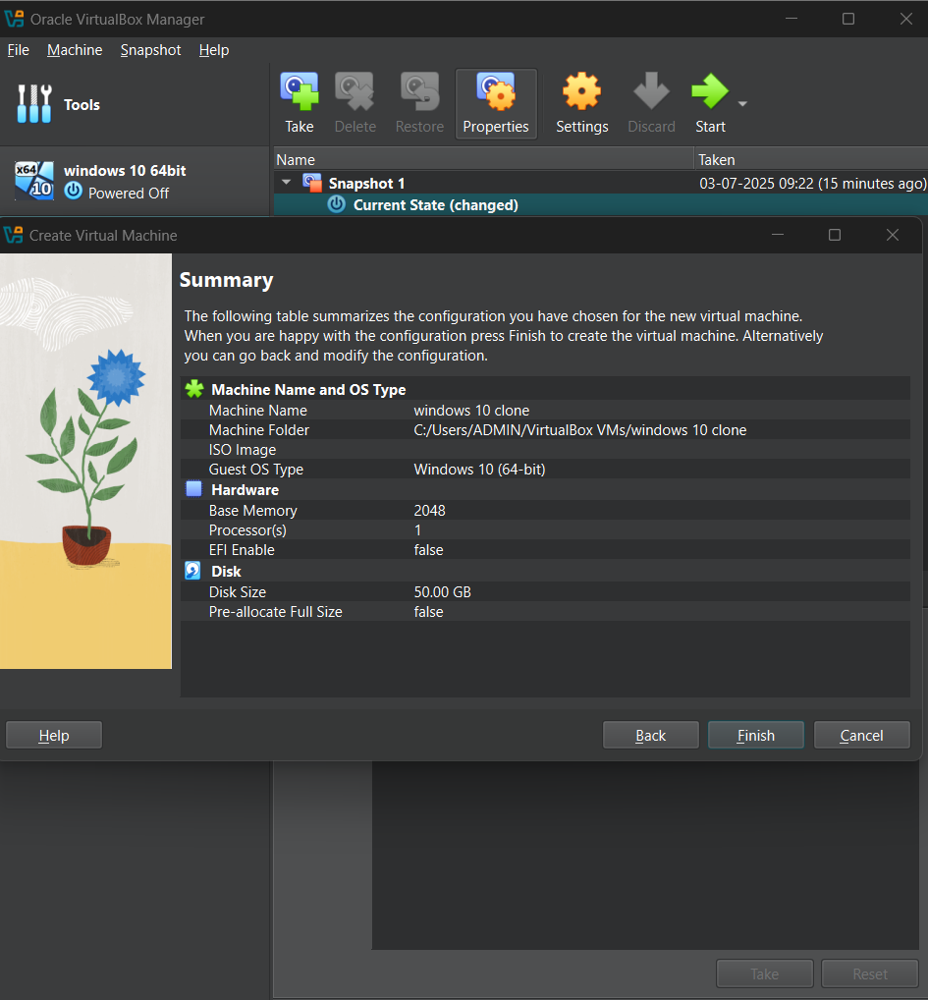 Oracle VirtualBox Manager
File Machine Snapshot Help
Tools
Take Delete Restore Properties Settings Discard Start
Name Taken
x64
10
windows 10 64bit
Powered Off
Snapshot 1 03-07-2025 09:22 (15 minutes ago)
Current State (changed)
Create Virtual Machine
Summary
The following table summarizes the configuration you have chosen for the new virtual machine.
When you are happy with the configuration press Finish to create the virtual machine. Alternatively
you can go back and modify the configuration.
Machine Name and OS Type
Machine Name windows 10 clone
Machine Folder C:/Users/ADMIN/VirtualBox VMs/windows 10 clone
ISO Image
Guest OS Type Windows 10 (64-bit)
Hardware
Base Memory 2048
Processor(s) 1
EFI Enable false
Disk
Disk Size 50.00 GB
Pre-allocate Full Size false
Help Back Finish Cancel
Take Reset